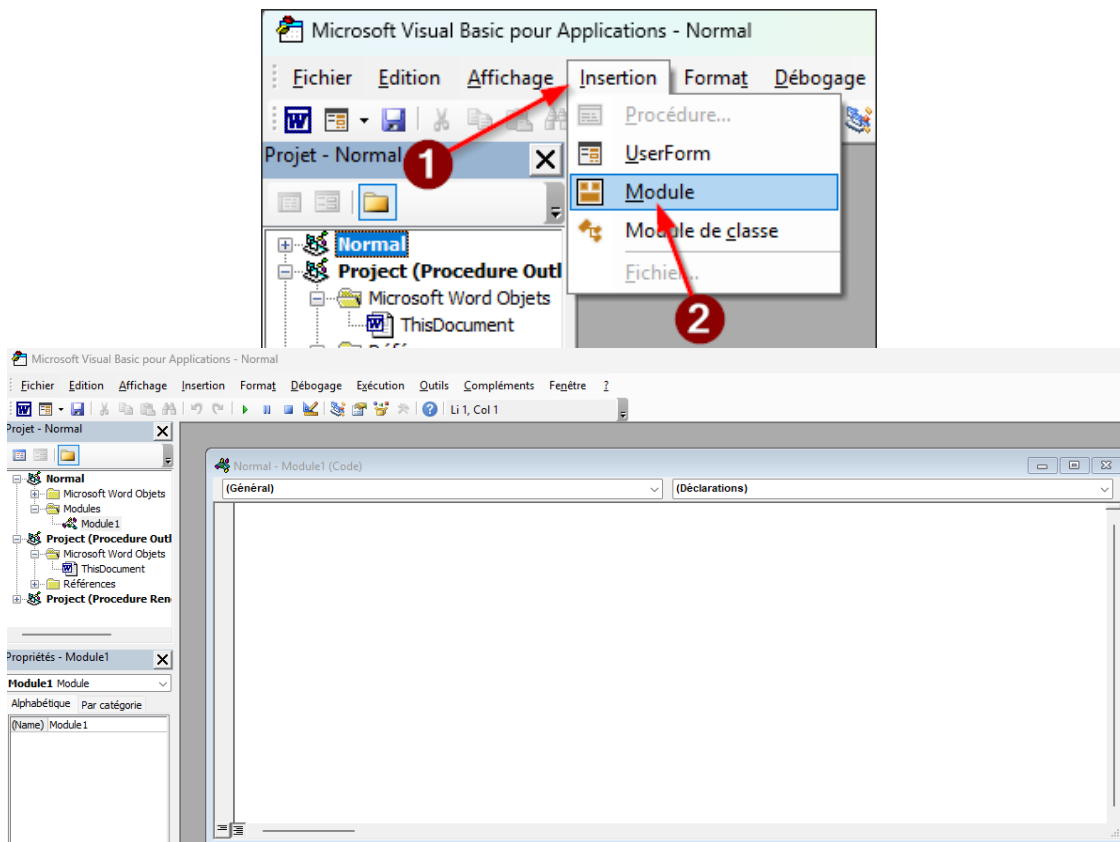 Microsoft Visual Basic pour Applications - Normal
Fichier Edition Affichage Insertion Format Débogage
Procédure...
Projet - Normal
UserForm
1
Module
Normal
Module de classe
Project (Procedure Outl
Fichier...
Microsoft Word Objets
ThisDocument
2
Microsoft Visual Basic pour Applications - Normal
Fichier Edition Affichage Insertion Format Débogage Exécution Outils Compléments Fenêtre ?
Li 1, Col 1
Projet - Normal
Normal - Module1 (Code)
(Général) (Déclarations)
Normal
Microsoft Word Objets
Modules
Module1
Project (Procedure Outl
Microsoft Word Objets
ThisDocument
Références
Project (Procedure Ren
Propriétés - Module1
Module1 Module
Alphabétique Par catégorie
(Name) Module1